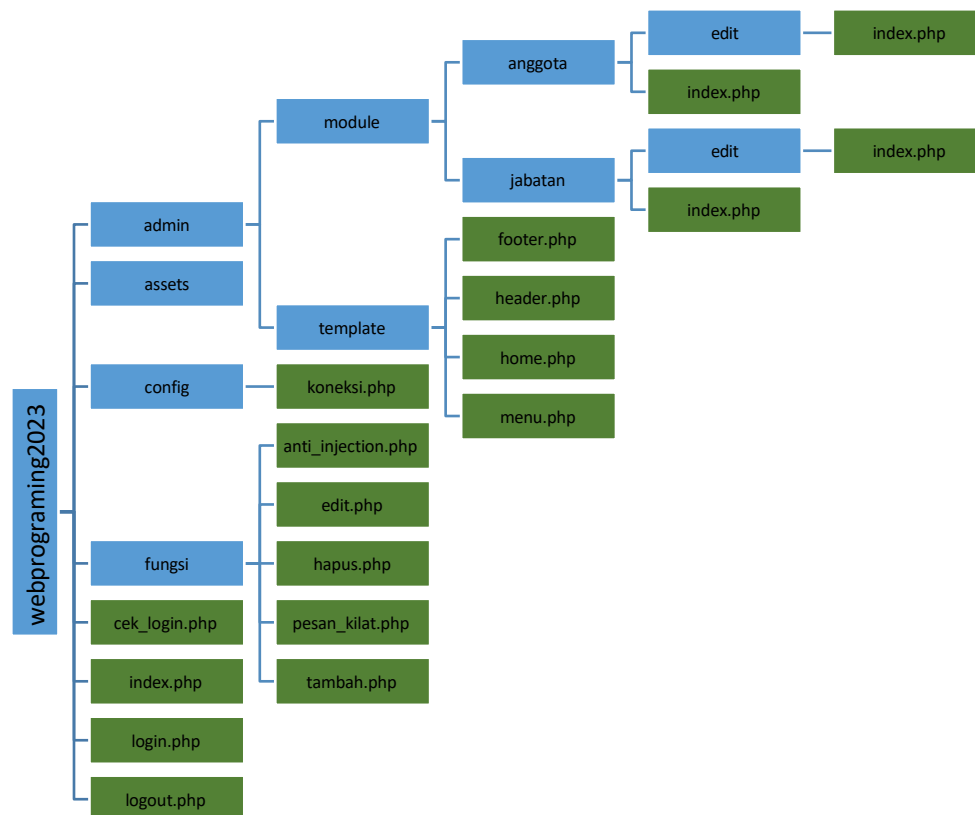 webprograming2023
admin
module
anggota
edit
index.php
index.php
jabatan
edit
index.php
index.php
template
footer.php
header.php
home.php
menu.php
assets
config
koneksi.php
fungsi
anti_injection.php
edit.php
hapus.php
pesan_kilat.php
tambah.php
cek_login.php
index.php
login.php
logout.php